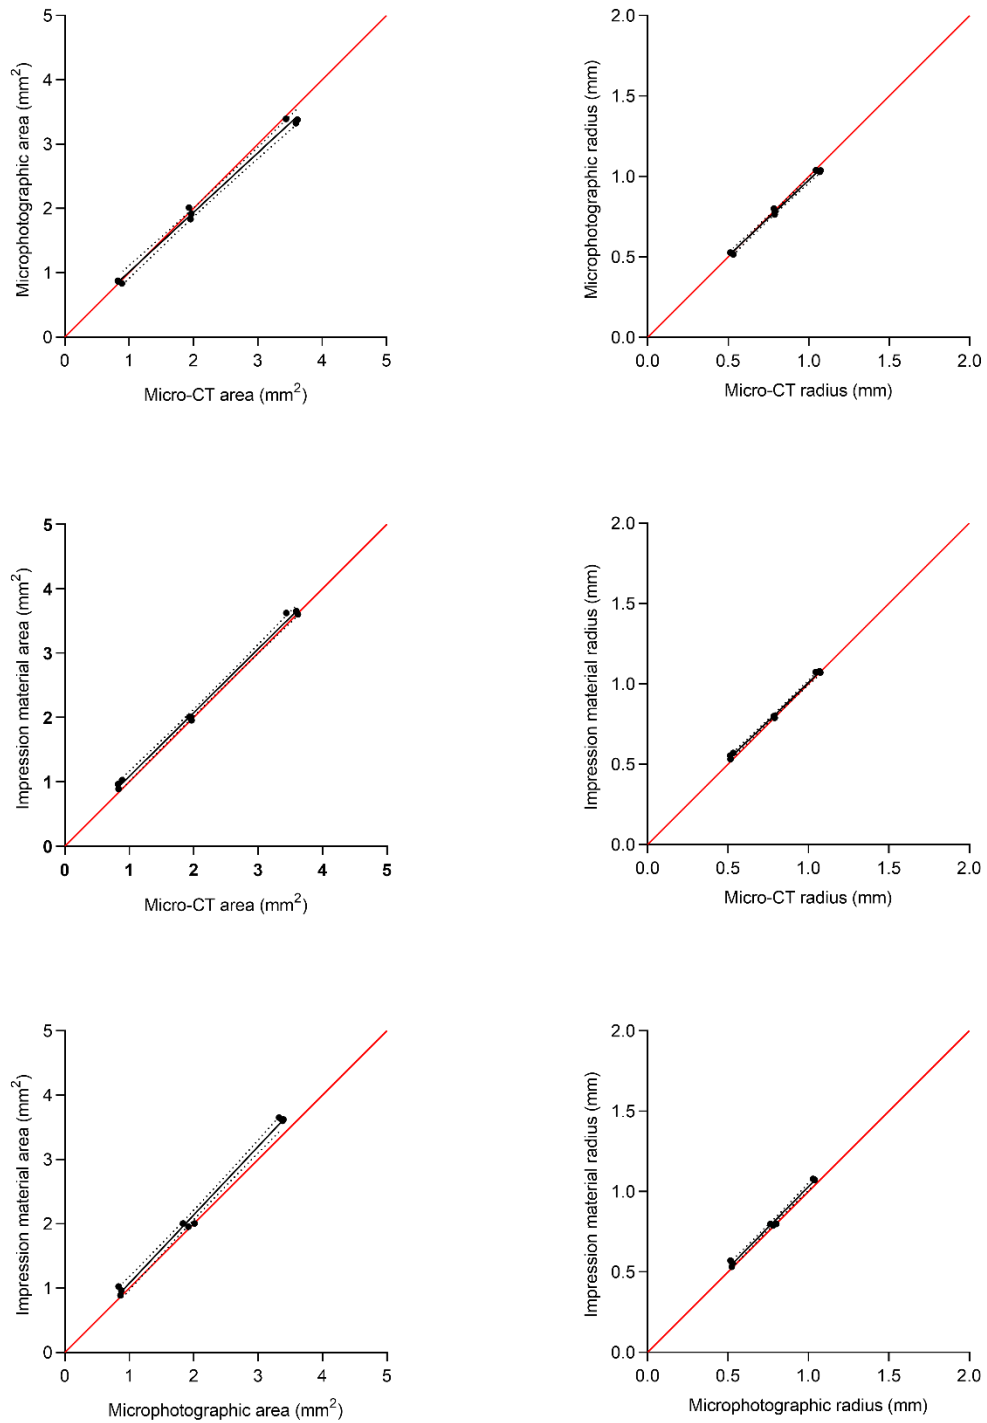 Microphotographic area (mm²)
5
4
3
2
1
0
0 1 2 3 4 5
Micro-CT area (mm²)
Microphotographic radius (mm)
2.0
1.5
1.0
0.5
0.0
0.0 0.5 1.0 1.5 2.0
Micro-CT radius (mm)
Impression material area (mm²)
5
4
3
2
1
0
0 1 2 3 4 5
Micro-CT area (mm²)
Impression material radius (mm)
2.0
1.5
1.0
0.5
0.0
0.0 0.5 1.0 1.5 2.0
Micro-CT radius (mm)
Impression material area (mm²)
5
4
3
2
1
0
0 1 2 3 4 5
Microphotographic area (mm²)
Impression material radius (mm)
2.0
1.5
1.0
0.5
0.0
0.0 0.5 1.0 1.5 2.0
Microphotographic radius (mm)